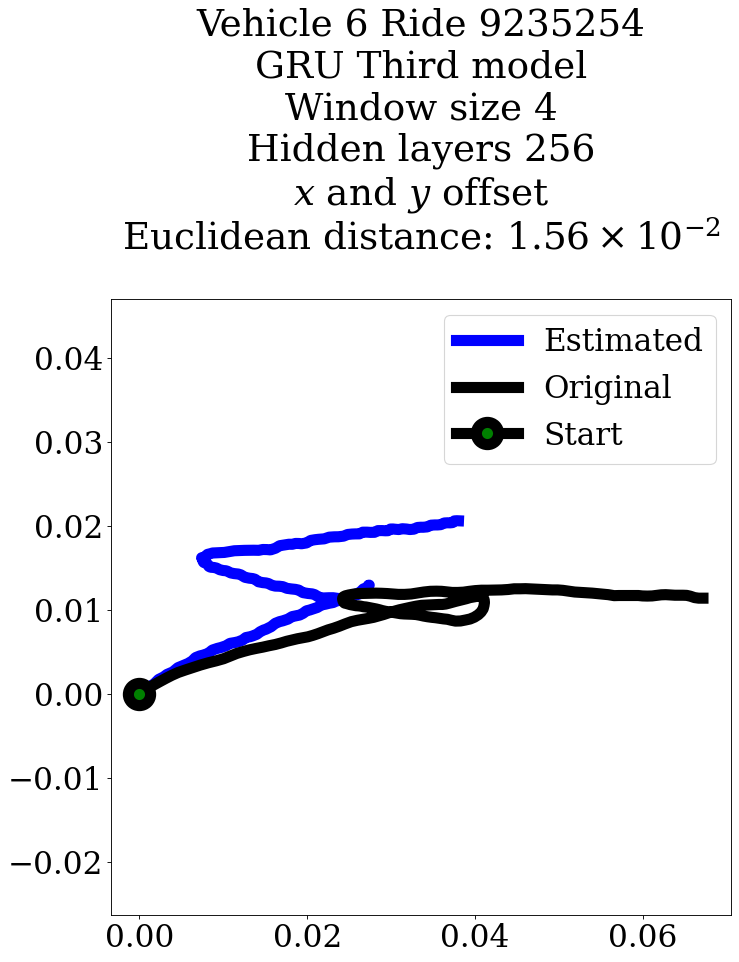 Vehicle 6 Ride 9235254
GRU Third model
Window size 4
Hidden layers 256
x and y offset
Euclidean distance: 1.56 × 10⁻²
Estimated
Original
Start
0.04
0.03
0.02
0.01
0.00
−0.01
−0.02
0.00 0.02 0.04 0.06